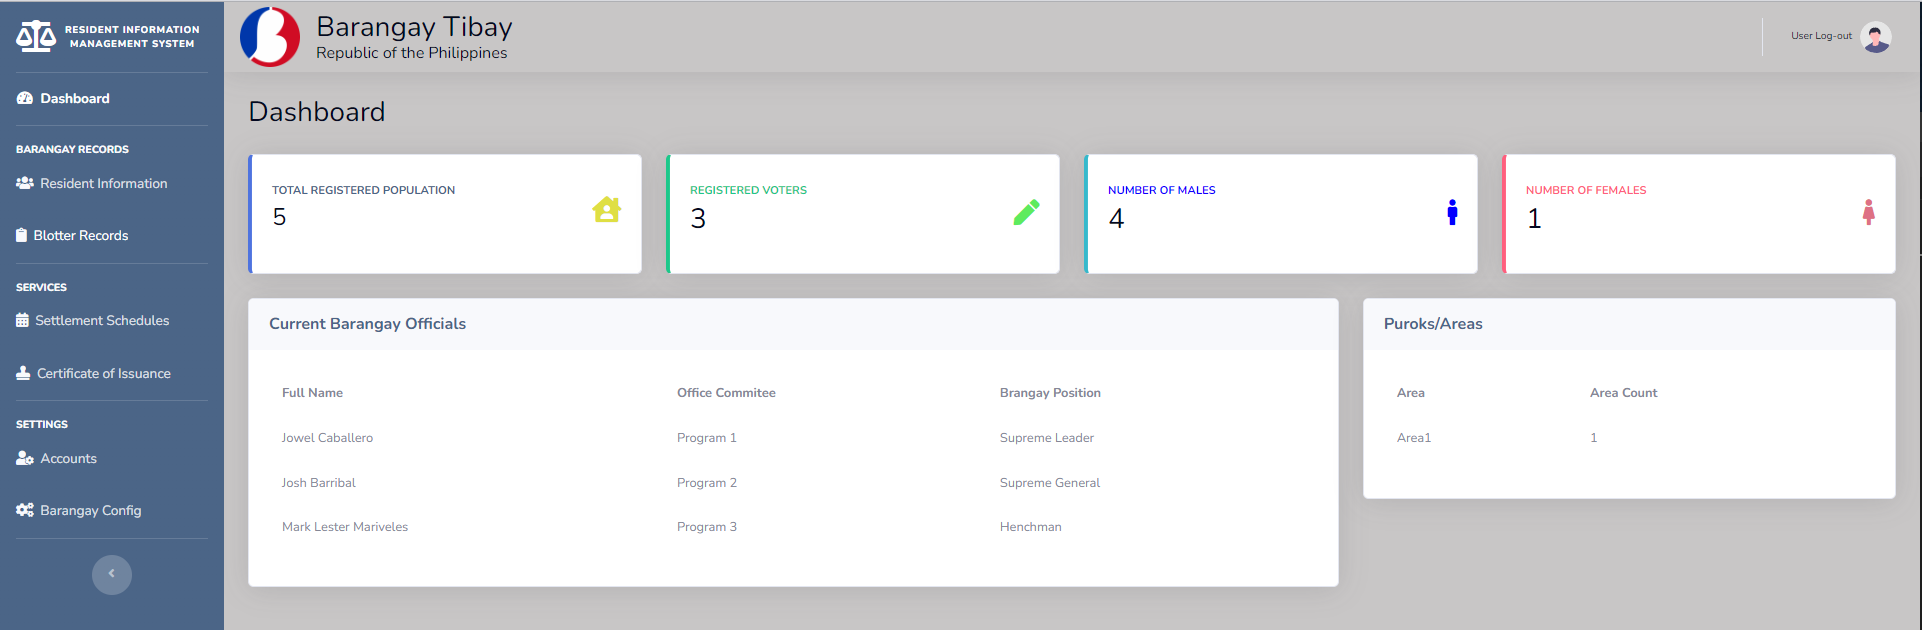 RESIDENT INFORMATION
MANAGEMENT SYSTEM
Dashboard
BARANGAY RECORDS
Resident Information
Blotter Records
SERVICES
Settlement Schedules
Certificate of Issuance
SETTINGS
Accounts
Barangay Config
Barangay Tibay
Republic of the Philippines
User Log-out
Dashboard
TOTAL REGISTERED POPULATION
5
REGISTERED VOTERS
3
NUMBER OF MALES
4
NUMBER OF FEMALES
1
Current Barangay Officials
Full Name Office Commitee Brangay Position
Jowel Caballero Program 1 Supreme Leader
Josh Barribal Program 2 Supreme General
Mark Lester Mariveles Program 3 Henchman
Puroks/Areas
Area Area Count
Area1 1